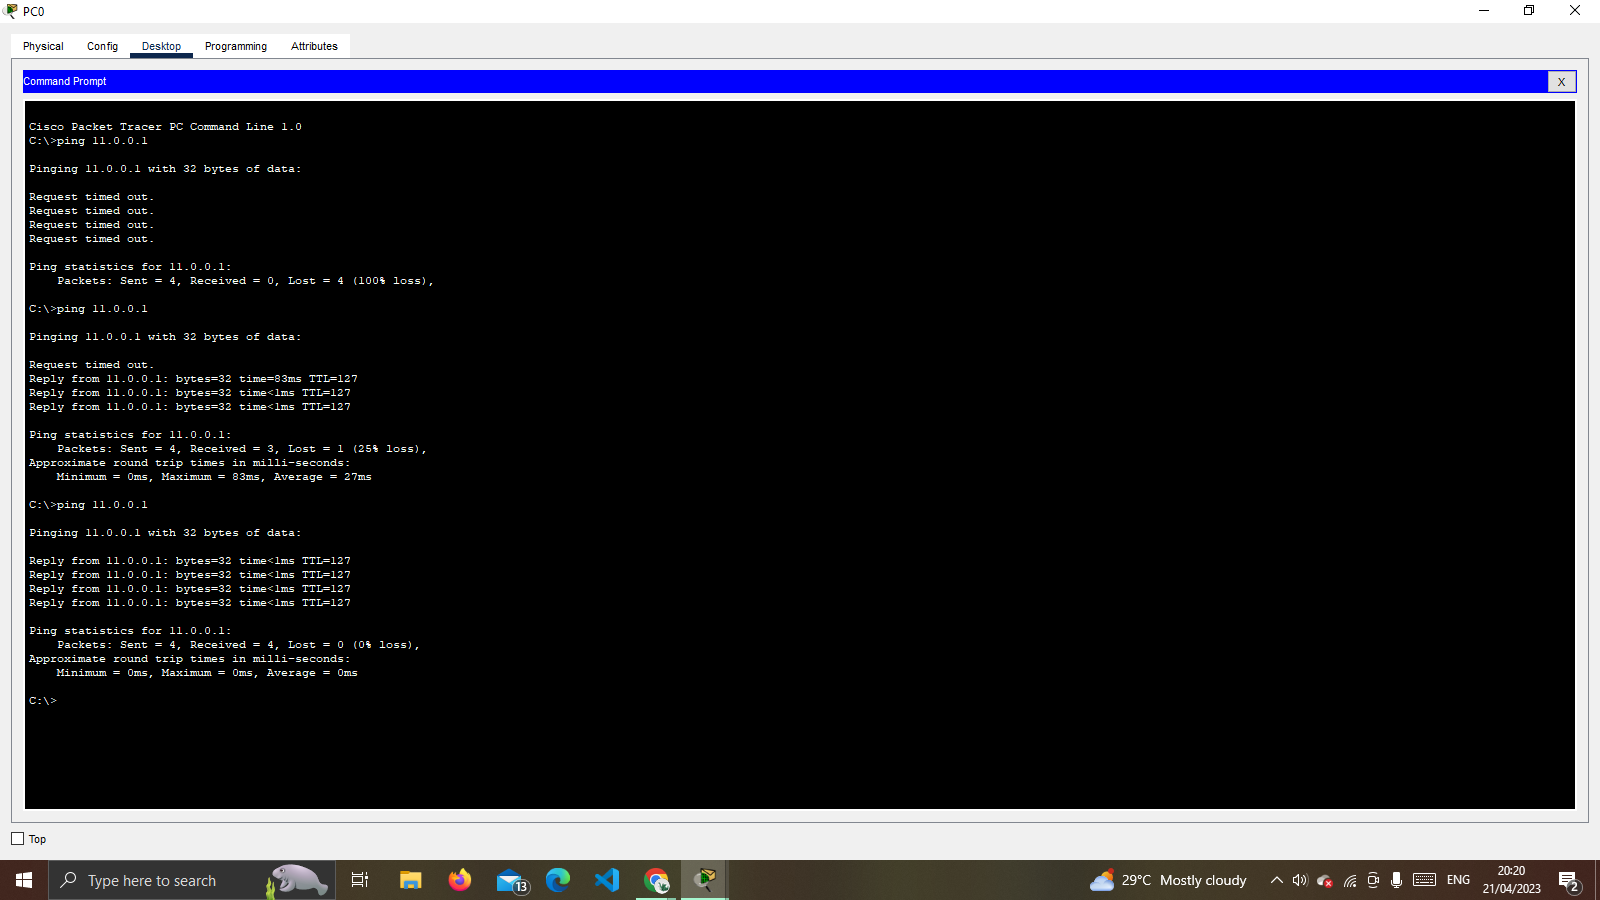 PC0
Physical Config Desktop Programming Attributes
Command Prompt X
Cisco Packet Tracer PC Command Line 1.0
C:\>ping 11.0.0.1
Pinging 11.0.0.1 with 32 bytes of data:
Request timed out.
Request timed out.
Request timed out.
Request timed out.
Ping statistics for 11.0.0.1:
Packets: Sent = 4, Received = 0, Lost = 4 (100% loss),
C:\>ping 11.0.0.1
Pinging 11.0.0.1 with 32 bytes of data:
Request timed out.
Reply from 11.0.0.1: bytes=32 time=83ms TTL=127
Reply from 11.0.0.1: bytes=32 time<1ms TTL=127
Reply from 11.0.0.1: bytes=32 time<1ms TTL=127
Ping statistics for 11.0.0.1:
Packets: Sent = 4, Received = 3, Lost = 1 (25% loss),
Approximate round trip times in milli-seconds:
Minimum = 0ms, Maximum = 83ms, Average = 27ms
C:\>ping 11.0.0.1
Pinging 11.0.0.1 with 32 bytes of data:
Reply from 11.0.0.1: bytes=32 time<1ms TTL=127
Reply from 11.0.0.1: bytes=32 time<1ms TTL=127
Reply from 11.0.0.1: bytes=32 time<1ms TTL=127
Reply from 11.0.0.1: bytes=32 time<1ms TTL=127
Ping statistics for 11.0.0.1:
Packets: Sent = 4, Received = 4, Lost = 0 (0% loss),
Approximate round trip times in milli-seconds:
Minimum = 0ms, Maximum = 0ms, Average = 0ms
C:\>
Top
Type here to search 13 29°C Mostly cloudy ENG 20:20
21/04/2023 2